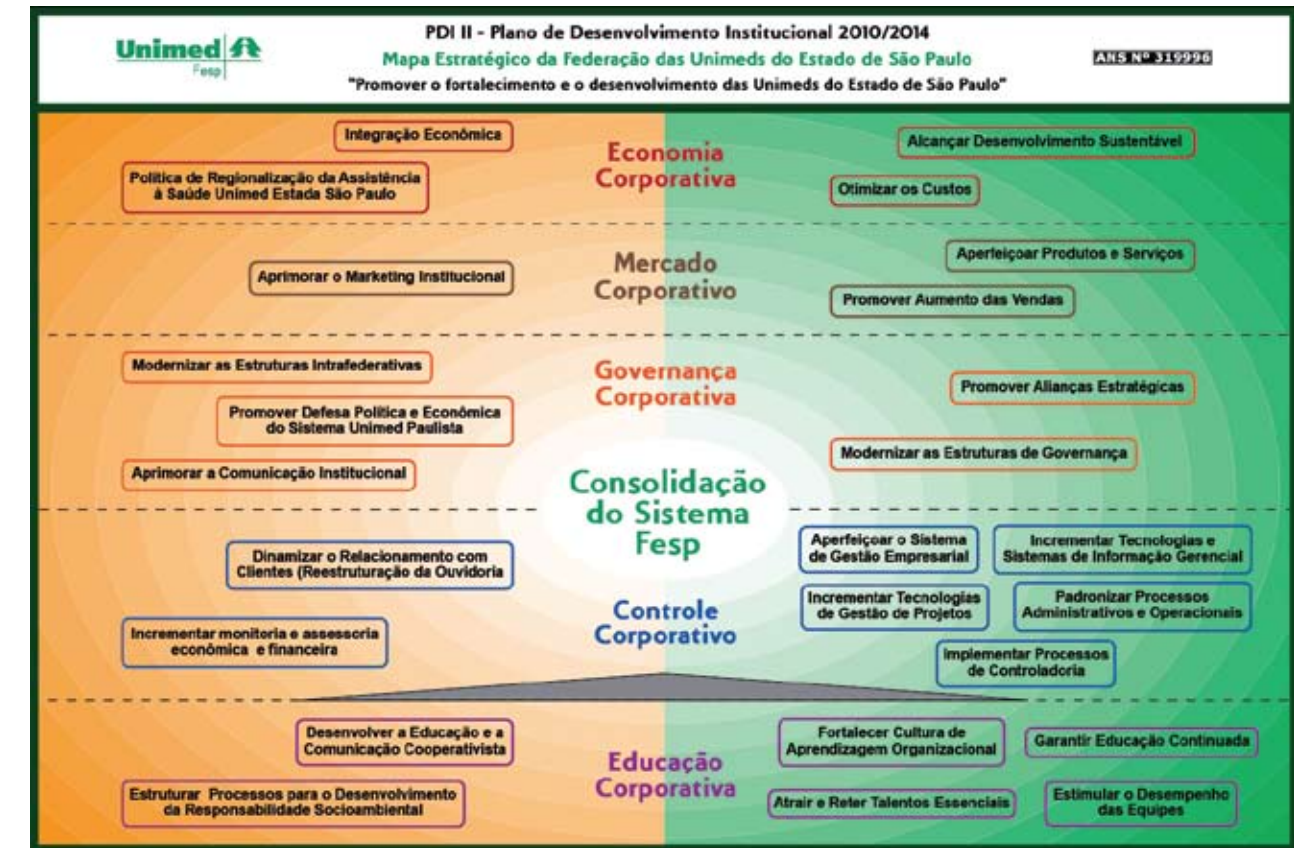 Unimed
Fesp
PDI II - Plano de Desenvolvimento Institucional 2010/2014
Mapa Estratégico da Federação das Unimeds do Estado de São Paulo
"Promover o fortalecimento e o desenvolvimento das Unimeds do Estado de São Paulo"
ANS Nº 319996
Economia
Corporativa
Integração Econômica
Política de Regionalização da Assistência
à Saúde Unimed Estada São Paulo
Alcançar Desenvolvimento Sustentável
Otimizar os Custos
Mercado
Corporativo
Aprimorar o Marketing Institucional
Aperfeiçoar Produtos e Serviços
Promover Aumento das Vendas
Governança
Corporativa
Modernizar as Estruturas Intrafederativas
Promover Defesa Política e Econômica
do Sistema Unimed Paulista
Aprimorar a Comunicação Institucional
Promover Alianças Estratégicas
Modernizar as Estruturas de Governança
Consolidação
do Sistema
Fesp
Controle
Corporativo
Dinamizar o Relacionamento com
Clientes (Reestruturação da Ouvidoria
Incrementar monitoria e assessoria
econômica e financeira
Aperfeiçoar o Sistema
de Gestão Empresarial
Incrementar Tecnologias e
Sistemas de Informação Gerencial
Incrementar Tecnologias
de Gestão de Projetos
Padronizar Processos
Administrativos e Operacionais
Implementar Processos
de Controladoria
Educação
Corporativa
Desenvolver a Educação e a
Comunicação Cooperativista
Estruturar Processos para o Desenvolvimento
da Responsabilidade Socioambiental
Fortalecer Cultura de
Aprendizagem Organizacional
Garantir Educação Continuada
Atrair e Reter Talentos Essenciais
Estimular o Desempenho
das Equipes